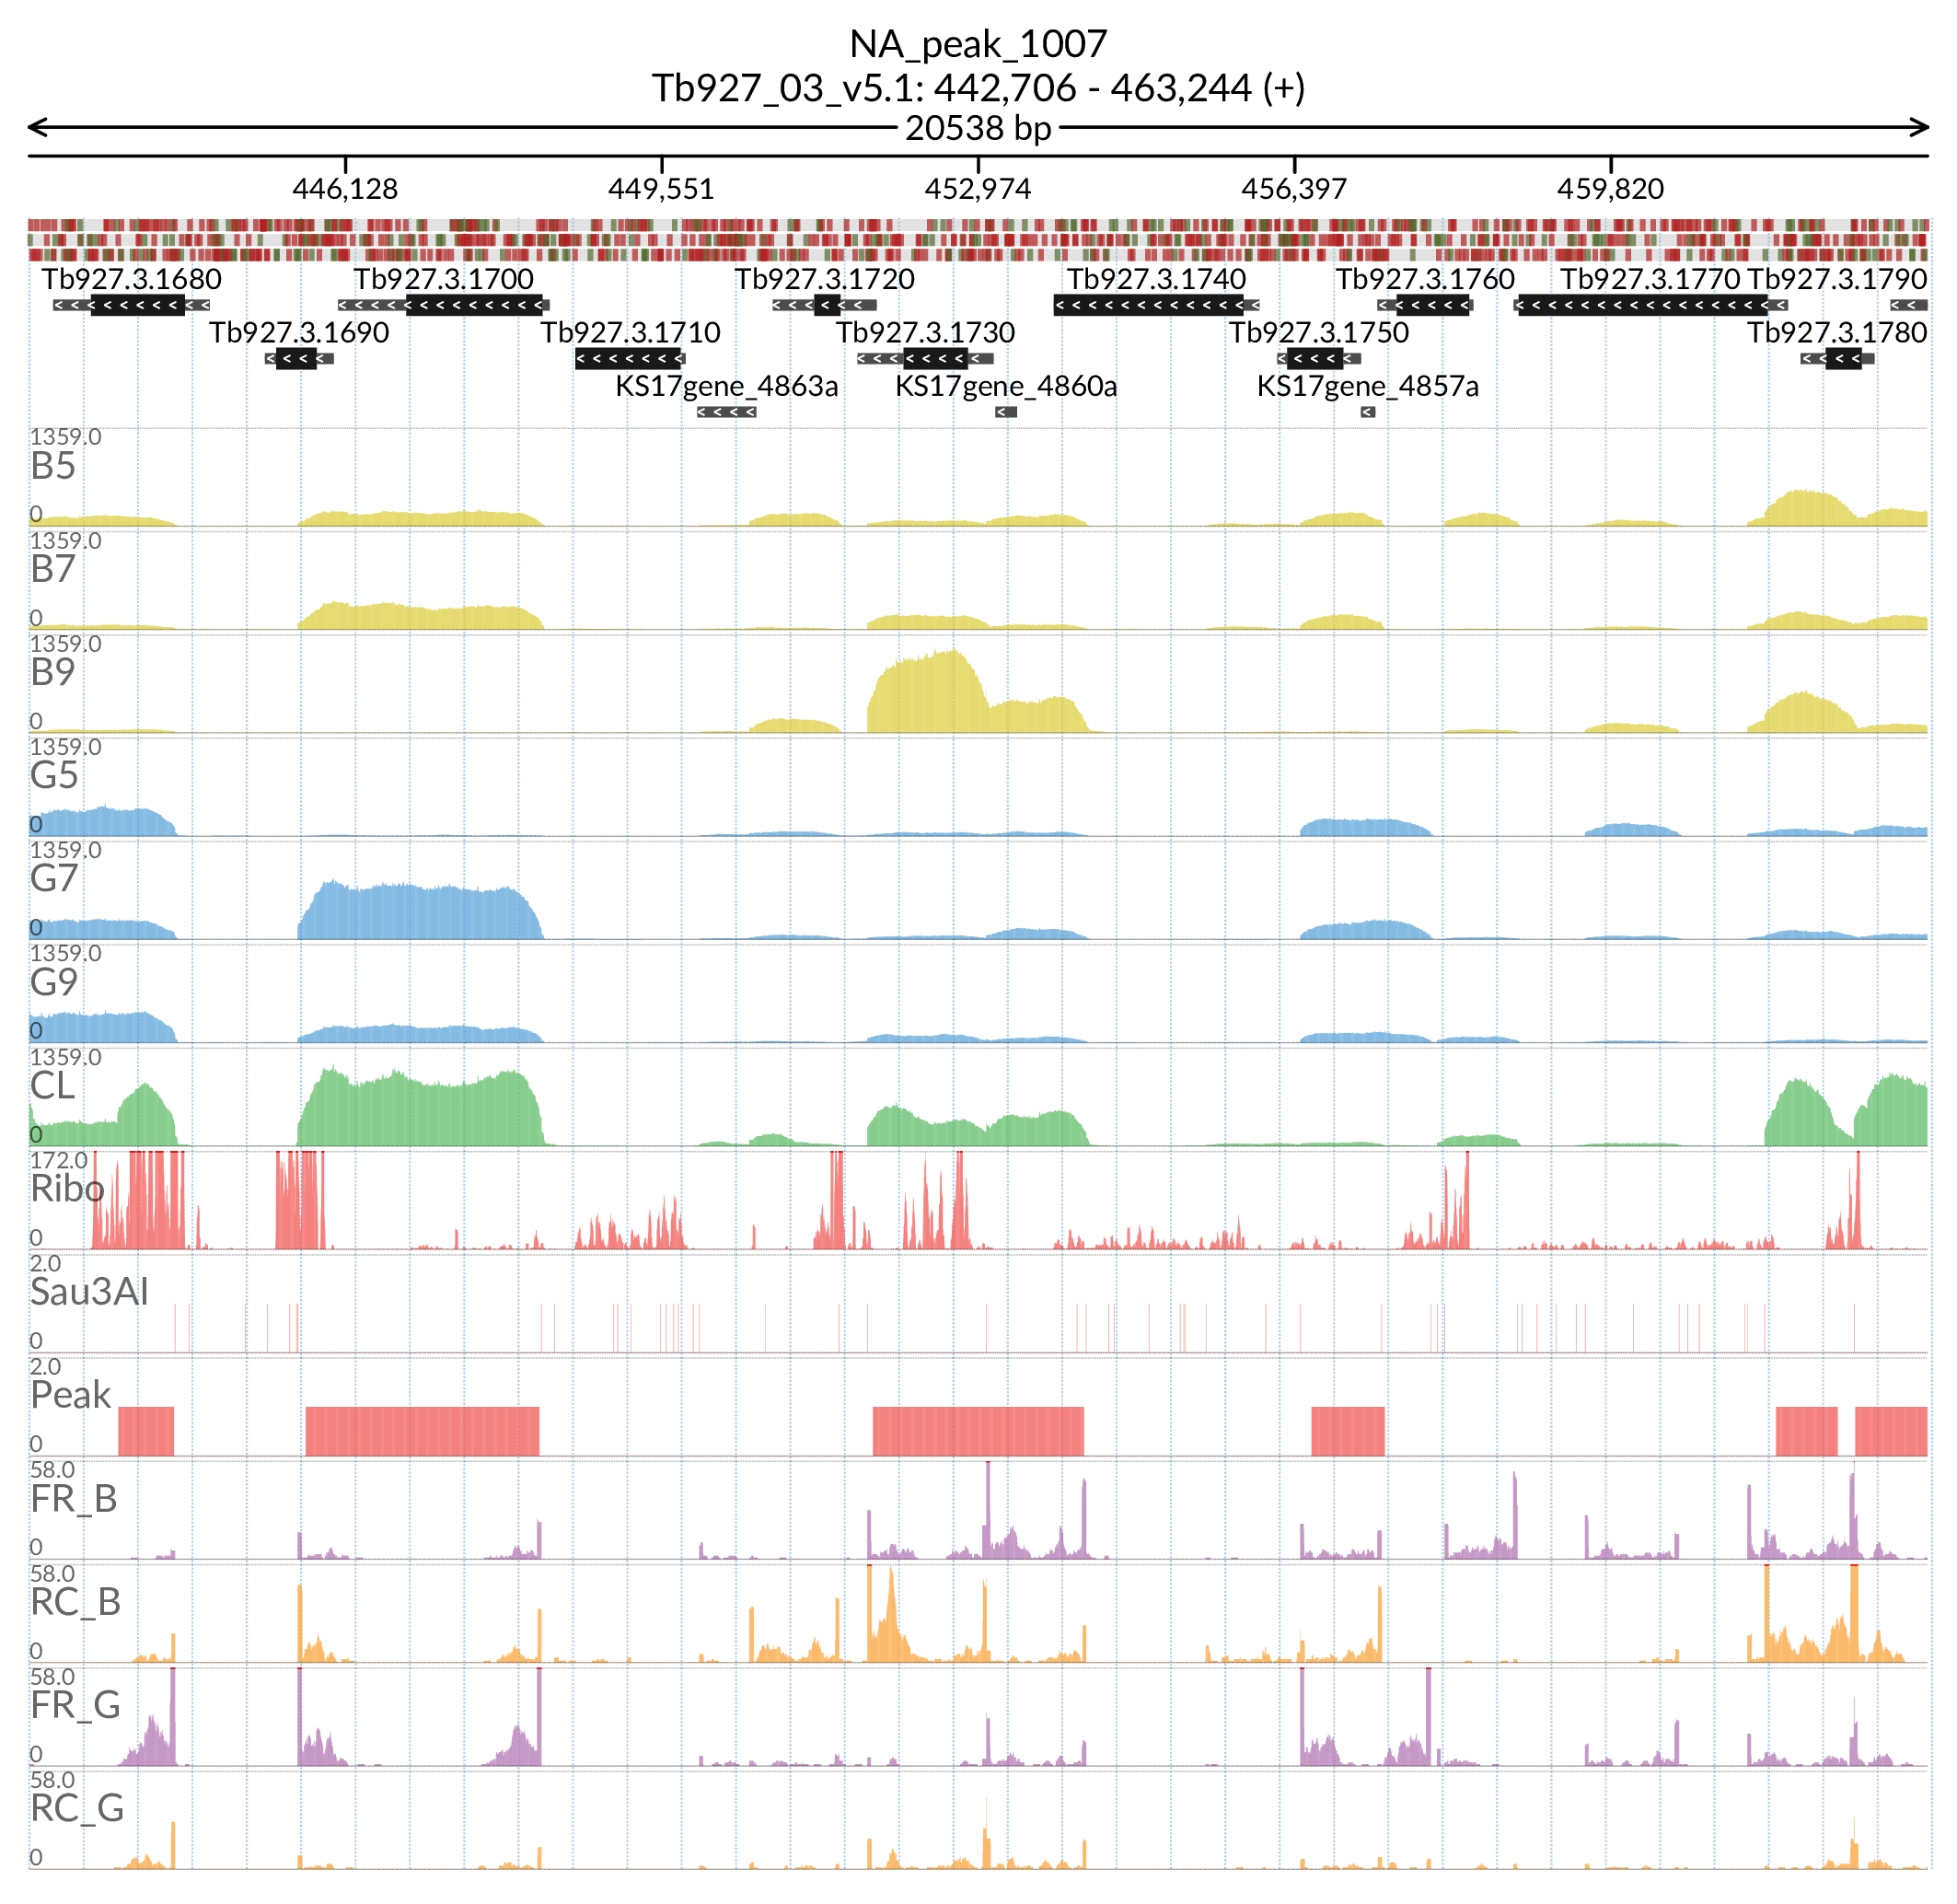 NA_peak_1007
Tb927_03_v5.1: 442,706 - 463,244 (+)
20538 bp
446,128 449,551 452,974 456,397 459,820
Tb927.3.1680 Tb927.3.1700 Tb927.3.1720 Tb927.3.1740 Tb927.3.1760 Tb927.3.1770 Tb927.3.1790
Tb927.3.1690 Tb927.3.1710 Tb927.3.1730 Tb927.3.1750 Tb927.3.1780
KS17gene_4863a KS17gene_4860a KS17gene_4857a
1359.0
B5
0
1359.0
B7
0
1359.0
B9
0
1359.0
G5
0
1359.0
G7
0
1359.0
G9
0
1359.0
CL
0
172.0
Ribo
0
2.0
Sau3AI
0
2.0
Peak
0
58.0
FR_B
0
58.0
RC_B
0
58.0
FR_G
0
58.0
RC_G
0